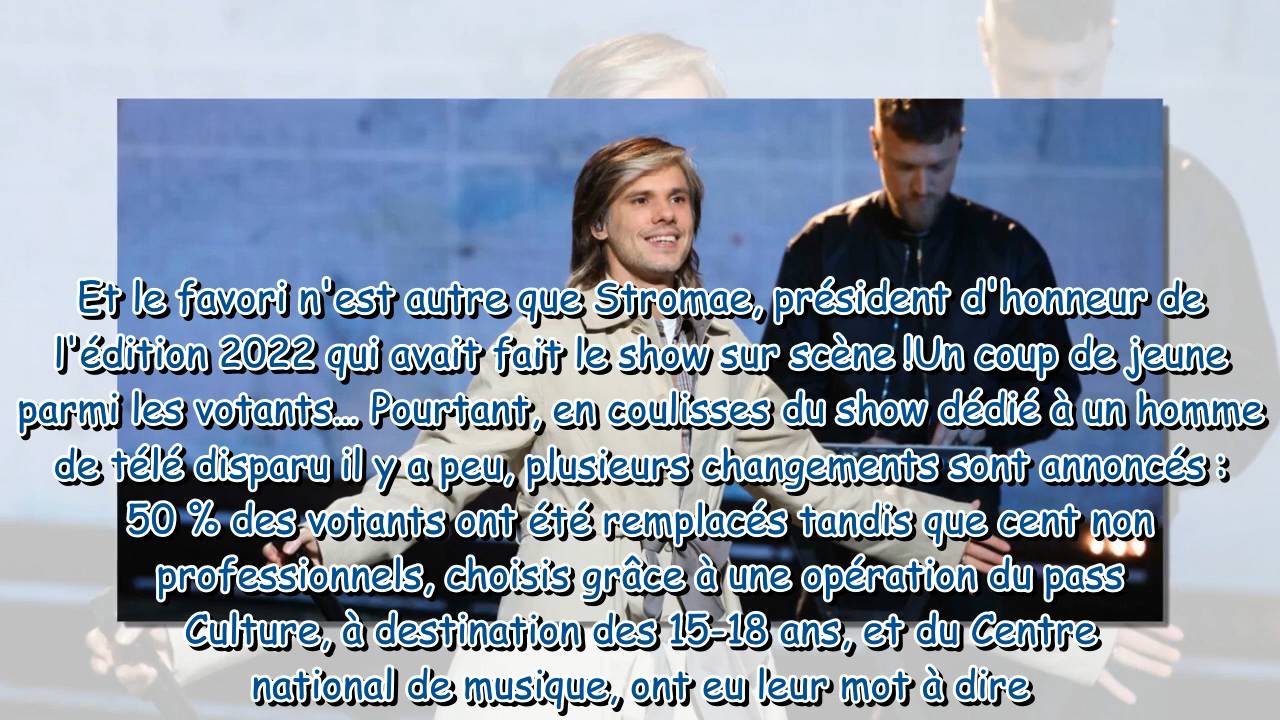 Et le favori n'est autre que Stromae, président d'honneur de
l'édition 2022 qui avait fait le show sur scène !Un coup de jeune
parmi les votants... Pourtant, en coulisses du show dédié à un homme
de télé disparu il y a peu, plusieurs changements sont annoncés :
50 % des votants ont été remplacés tandis que cent non
professionnels, choisis grâce à une opération du pass
Culture, à destination des 15-18 ans, et du Centre
national de musique, ont eu leur mot à dire